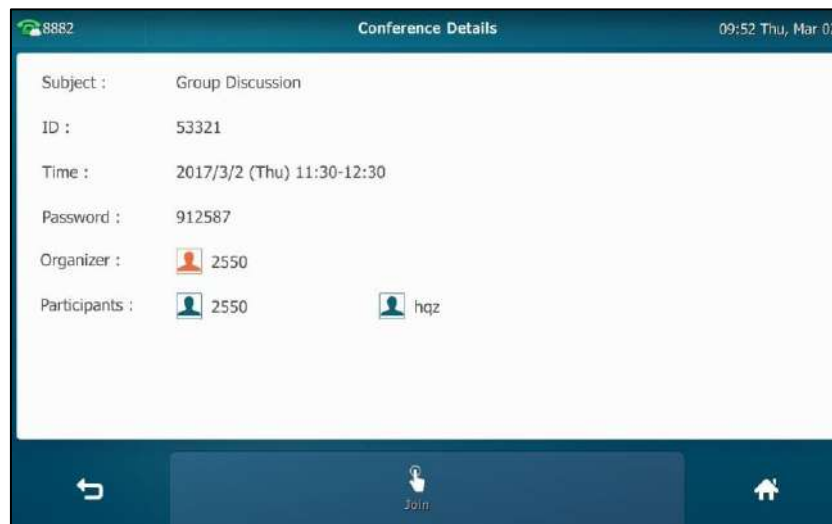 8882 Conference Details 09:52 Thu, Mar 02
Subject : Group Discussion
ID : 53321
Time : 2017/3/2 (Thu) 11:30-12:30
Password : 912587
Organizer : 2550
Participants : 2550 hqz
Join